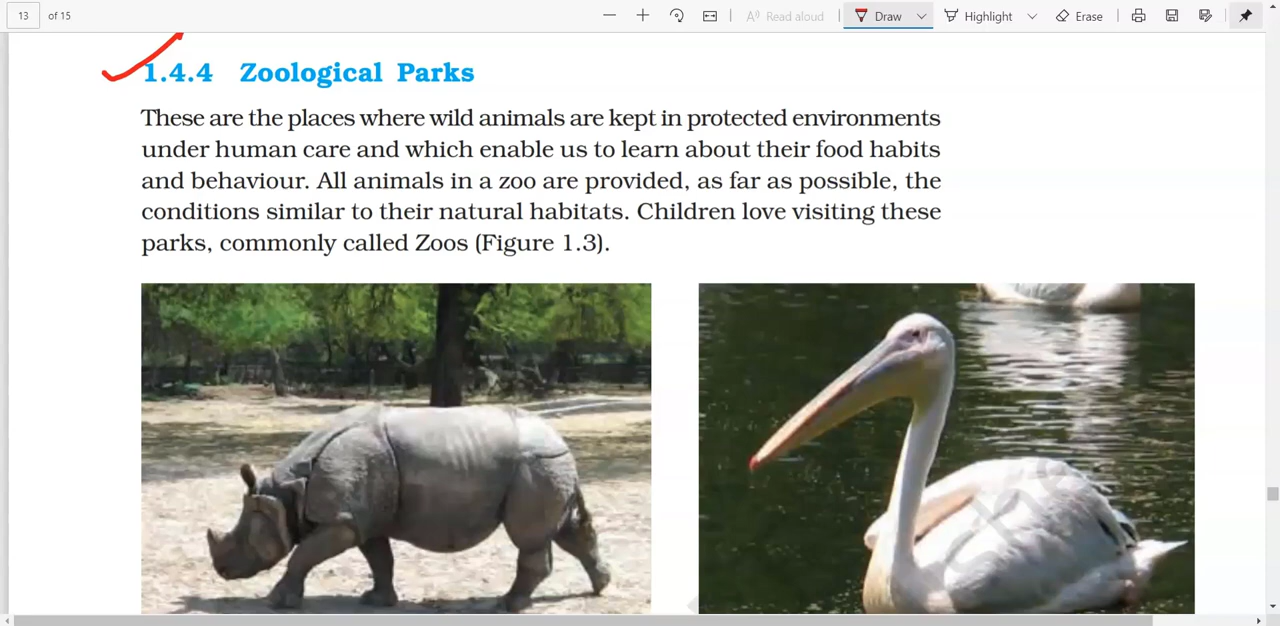 13 of 15 Read aloud Draw Highlight Erase
1.4.4 Zoological Parks
These are the places where wild animals are kept in protected environments
under human care and which enable us to learn about their food habits
and behaviour. All animals in a zoo are provided, as far as possible, the
conditions similar to their natural habitats. Children love visiting these
parks, commonly called Zoos (Figure 1.3).